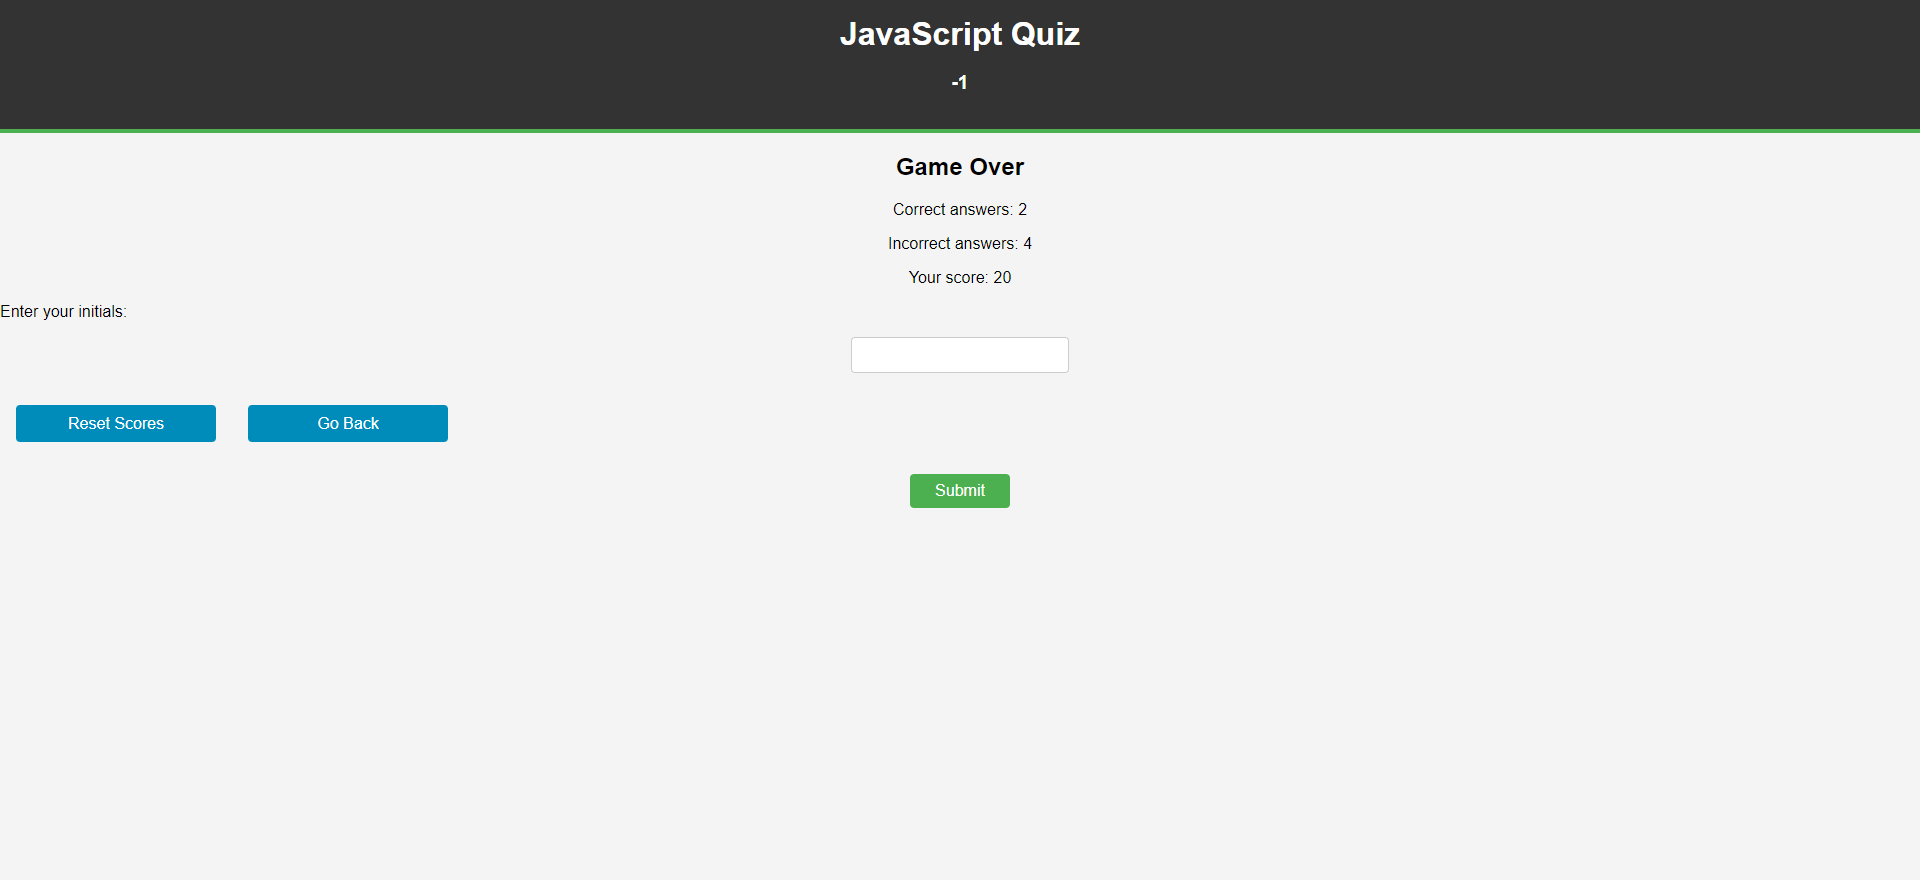 JavaScript Quiz
-1
Game Over
Correct answers: 2
Incorrect answers: 4
Your score: 20
Enter your initials:
Reset Scores
Go Back
Submit